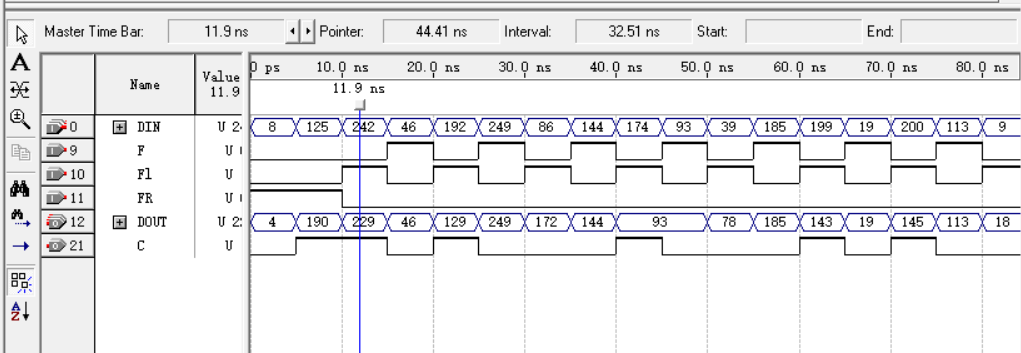 Master Time Bar: 11.9 ns Pointer: 44.41 ns Interval: 32.51 ns Start: End:
Name Value 11.9 0 ps 10.0 ns 20.0 ns 30.0 ns 40.0 ns 50.0 ns 60.0 ns 70.0 ns 80.0 ns
11.9 ns
0 DIN U 2 8 125 242 46 192 249 86 144 174 93 39 185 199 19 200 113 9
9 F U
10 Fl U
11 FR U
12 DOUT U 2 4 190 229 46 129 249 172 144 93 78 185 143 19 145 113 18
21 C U